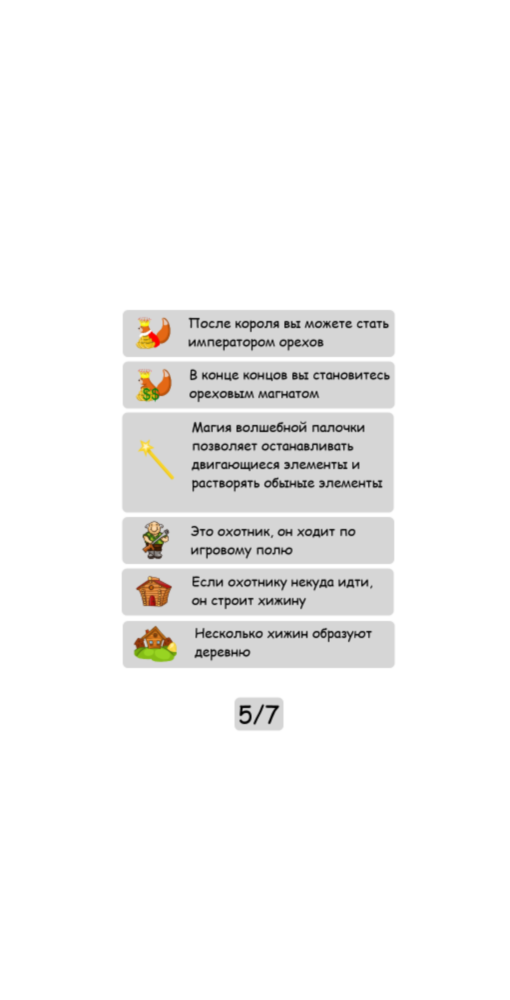 После короля вы можете стать
императором орехов
В конце концов вы становитесь
ореховым магнатом
Магия волшебной палочки
позволяет останавливать
двигающиеся элементы и
растворять обыные элементы
Это охотник, он ходит по
игровому полю
Если охотнику некуда идти,
он строит хижину
Несколько хижин образуют
деревню
5/7